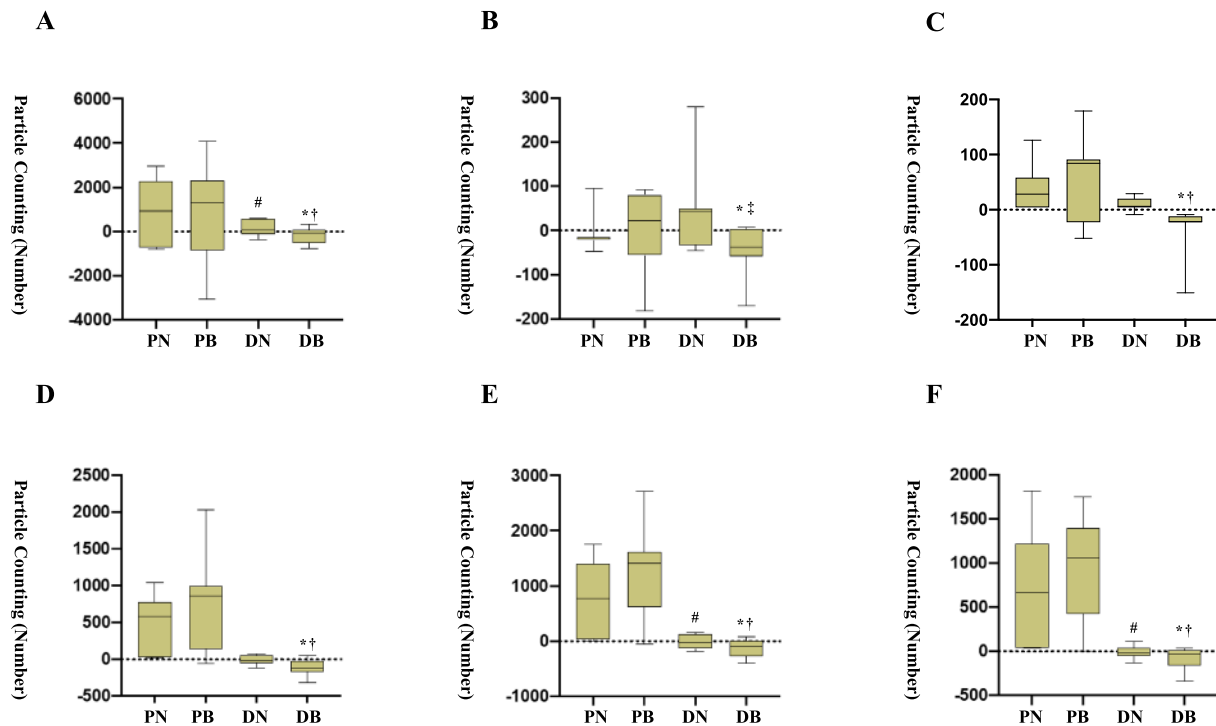 A
Particle Counting (Number)
6000
4000
2000
0
-2000
-4000
#
*†
PN PB DN DB
B
Particle Counting (Number)
300
200
100
0
-100
-200
*‡
PN PB DN DB
C
Particle Counting (Number)
200
100
0
-100
-200
*†
PN PB DN DB
D
Particle Counting (Number)
2500
2000
1500
1000
500
0
-500
*†
PN PB DN DB
E
Particle Counting (Number)
3000
2000
1000
0
-1000
#
*†
PN PB DN DB
F
Particle Counting (Number)
2000
1500
1000
500
0
-500
#
*†
PN PB DN DB